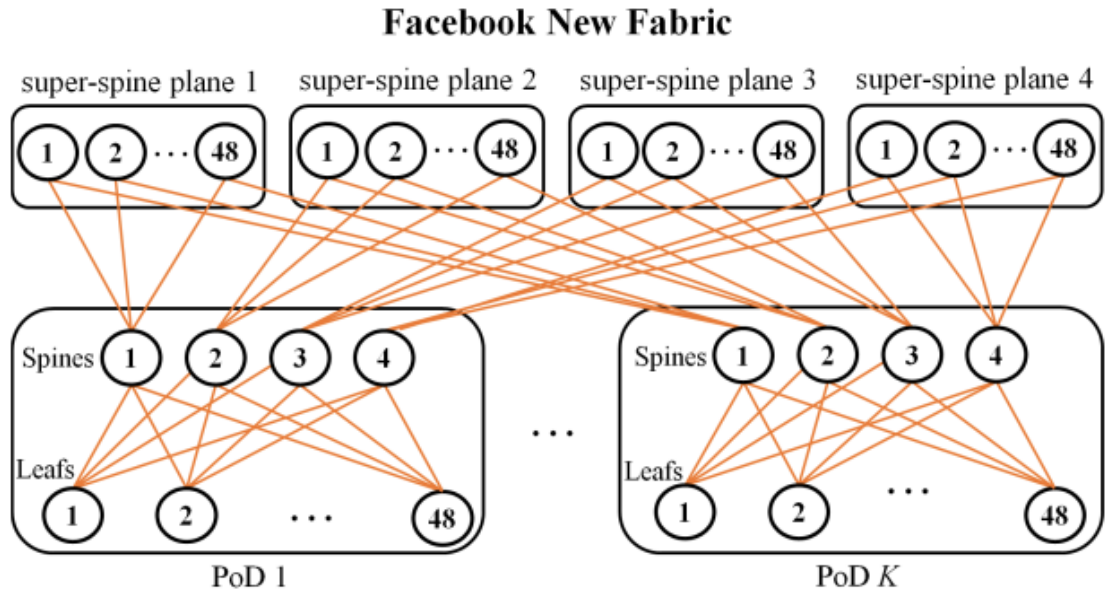 Facebook New Fabric
super-spine plane 1 super-spine plane 2 super-spine plane 3 super-spine plane 4
1 2 ... 48 1 2 ... 48 1 2 ... 48 1 2 ... 48
Spines 1 2 3 4 Spines 1 2 3 4
...
Leafs 1 2 ... 48 Leafs 1 2 ... 48
PoD 1 PoD K